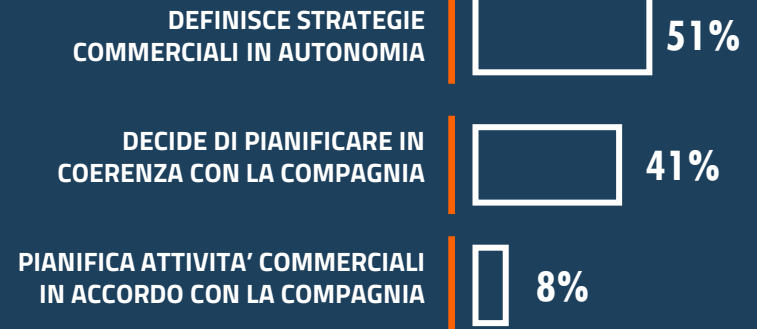 DEFINISCE STRATEGIE
COMMERCIALI IN AUTONOMIA
51%
DECIDE DI PIANIFICARE IN
COERENZA CON LA COMPAGNIA
41%
PIANIFICA ATTIVITA’ COMMERCIALI
IN ACCORDO CON LA COMPAGNIA
8%